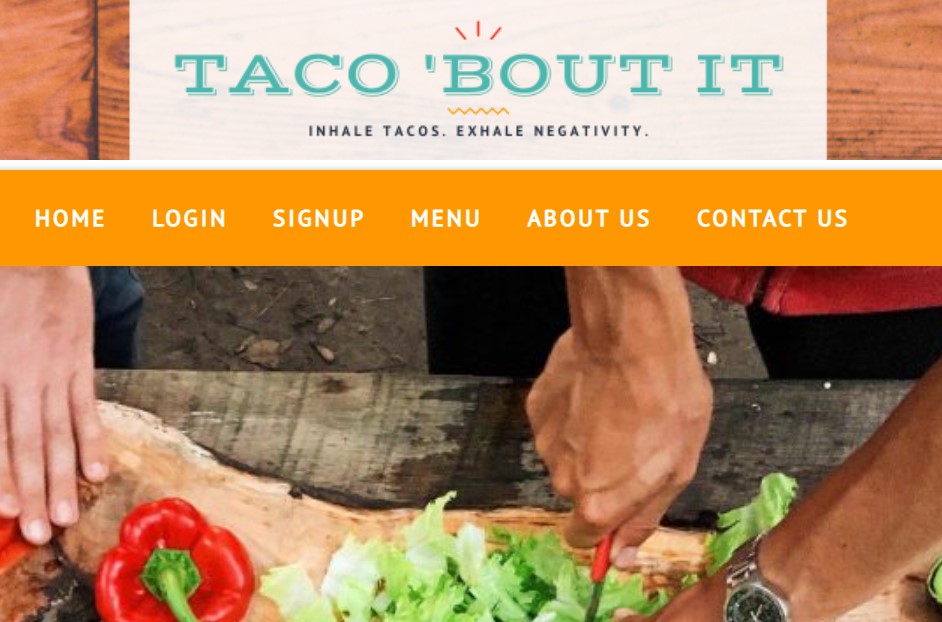 TACO 'BOUT IT
INHALE TACOS. EXHALE NEGATIVITY.
HOME LOGIN SIGNUP MENU ABOUT US CONTACT US